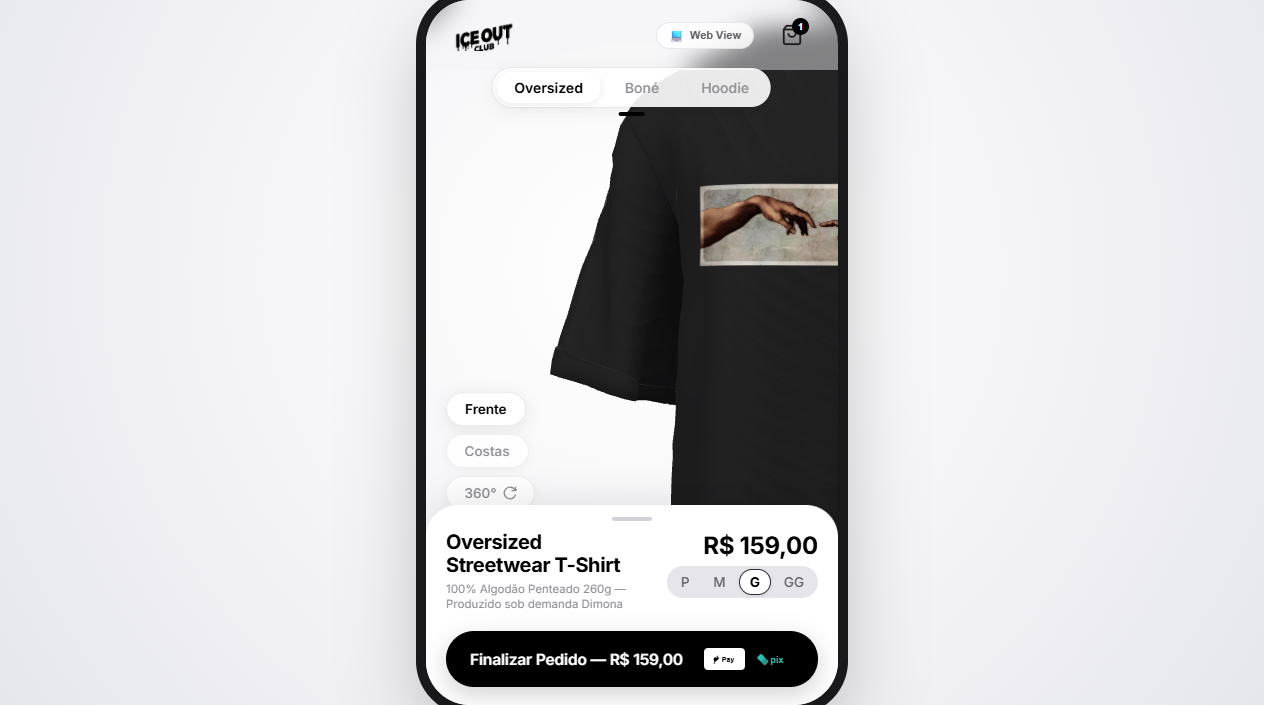 ICE OUT
CLUB
Web View
1
Oversized Boné Hoodie
Frente
Costas
360°
Oversized
Streetwear T-Shirt
R$ 159,00
P M G GG
100% Algodão Penteado 260g —
Produzido sob demanda Dimona
Finalizar Pedido — R$ 159,00 Pay pix